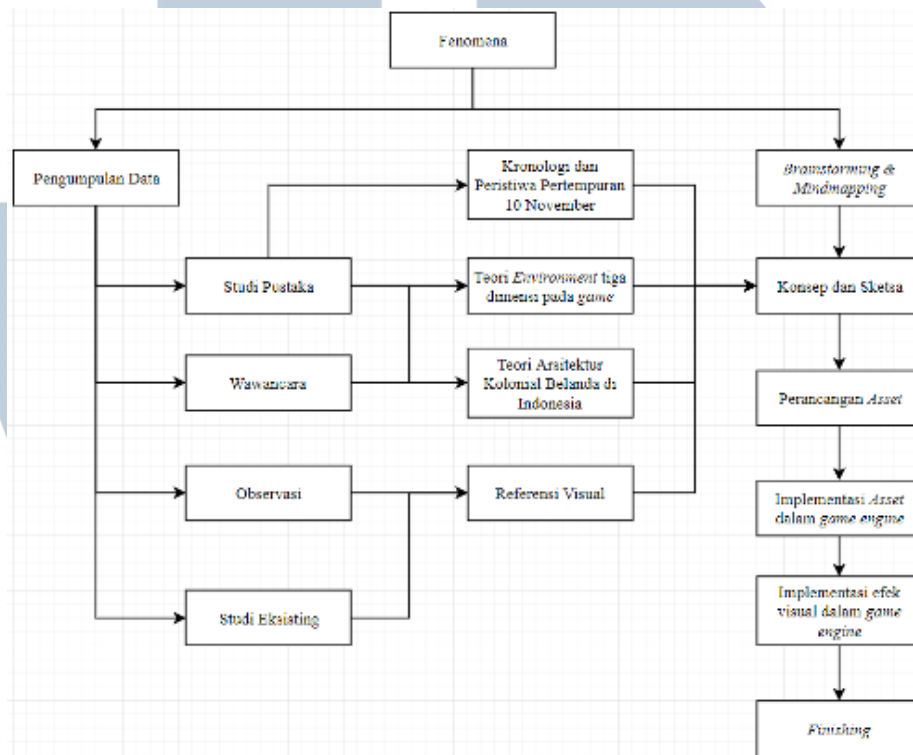 Fenomena
Pengumpulan Data
Kronologi dan
Peristiwa Pertempuran
10 November
Brainstorming &
Mindmapping
Studi Pustaka
Teori Environment tiga
dimensi pada game
Konsep dan Sketsa
Wawancara
Teori Arsitektur
Kolonial Belanda di
Indonesia
Perancangan Asset
Observasi
Referensi Visual
Implementasi Asset
dalam game engine
Studi Eksisting
Implementasi efek
visual dalam game
engine
Finishing